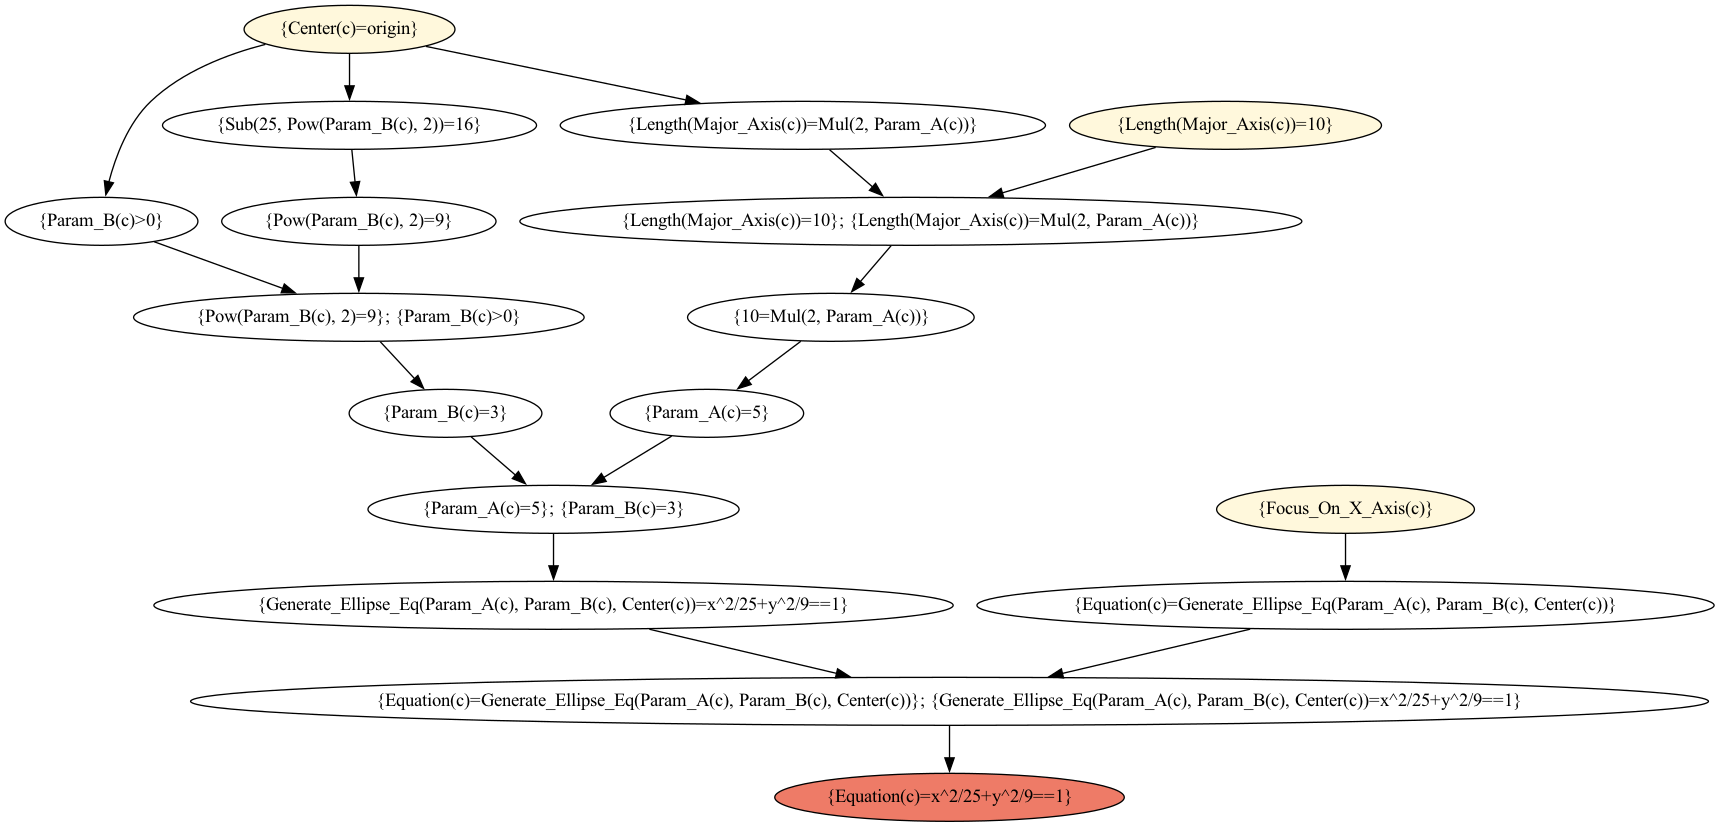 {Center(c)=origin}
{Sub(25, Pow(Param_B(c), 2))=16}
{Length(Major_Axis(c))=Mul(2, Param_A(c))}
{Length(Major_Axis(c))=10}
{Param_B(c)>0}
{Pow(Param_B(c), 2)=9}
{Length(Major_Axis(c))=10}; {Length(Major_Axis(c))=Mul(2, Param_A(c))}
{Pow(Param_B(c), 2)=9}; {Param_B(c)>0}
{10=Mul(2, Param_A(c))}
{Param_B(c)=3}
{Param_A(c)=5}
{Param_A(c)=5}; {Param_B(c)=3}
{Focus_On_X_Axis(c)}
{Generate_Ellipse_Eq(Param_A(c), Param_B(c), Center(c))=x^2/25+y^2/9==1}
{Equation(c)=Generate_Ellipse_Eq(Param_A(c), Param_B(c), Center(c))}
{Equation(c)=Generate_Ellipse_Eq(Param_A(c), Param_B(c), Center(c))}; {Generate_Ellipse_Eq(Param_A(c), Param_B(c), Center(c))=x^2/25+y^2/9==1}
{Equation(c)=x^2/25+y^2/9==1}